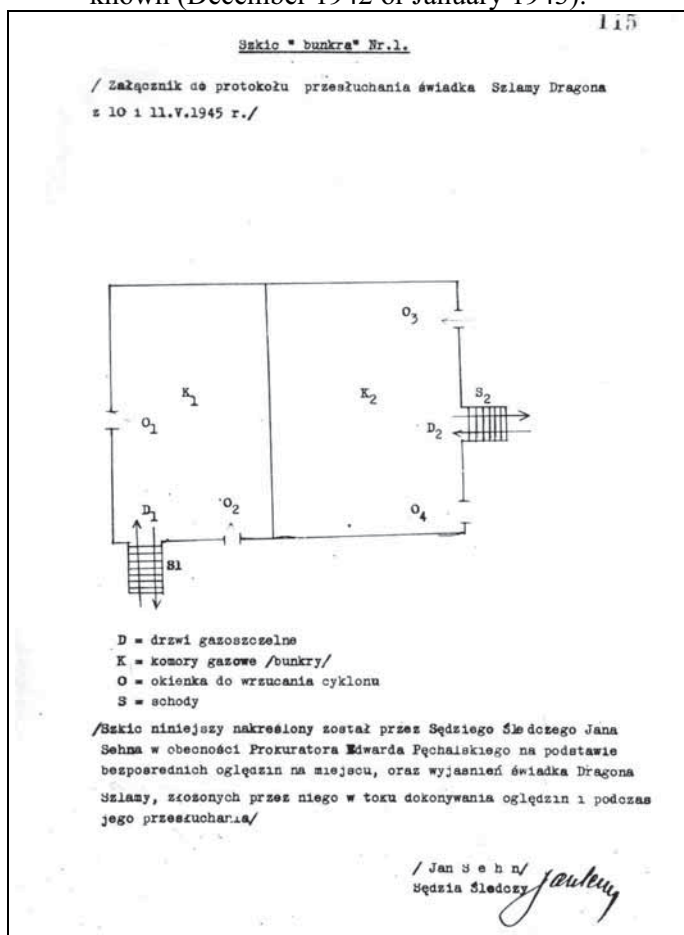 known (December 1942 or January 1943).
115
Szkic " bunkra" Nr.1.
/ Załącznik do protokołu przesłuchania świadka Szlamy Dragona
z 10 i 11.V.1945 r./
O3
K1
K2
S2
O1
D2
D1
O2
O4
S1
D = drzwi gazoszczelne
K = komory gazowe /bunkry/
O = okienka do wrzucania cyklonu
S = schody
/Szkic niniejszy nakreślony został przez Sędziego Śledczego Jana
Sehna w obecności Prokuratora Edwarda Pęchalskiego na podstawie
bezpośrednich oględzin na miejscu, oraz wyjaśnień świadka Dragona
Szlamy, złożonych przez niego w toku dokonywania oględzin i podczas
jego przesłuchania/
/ Jan S e h n/
Sędzia Śledczy